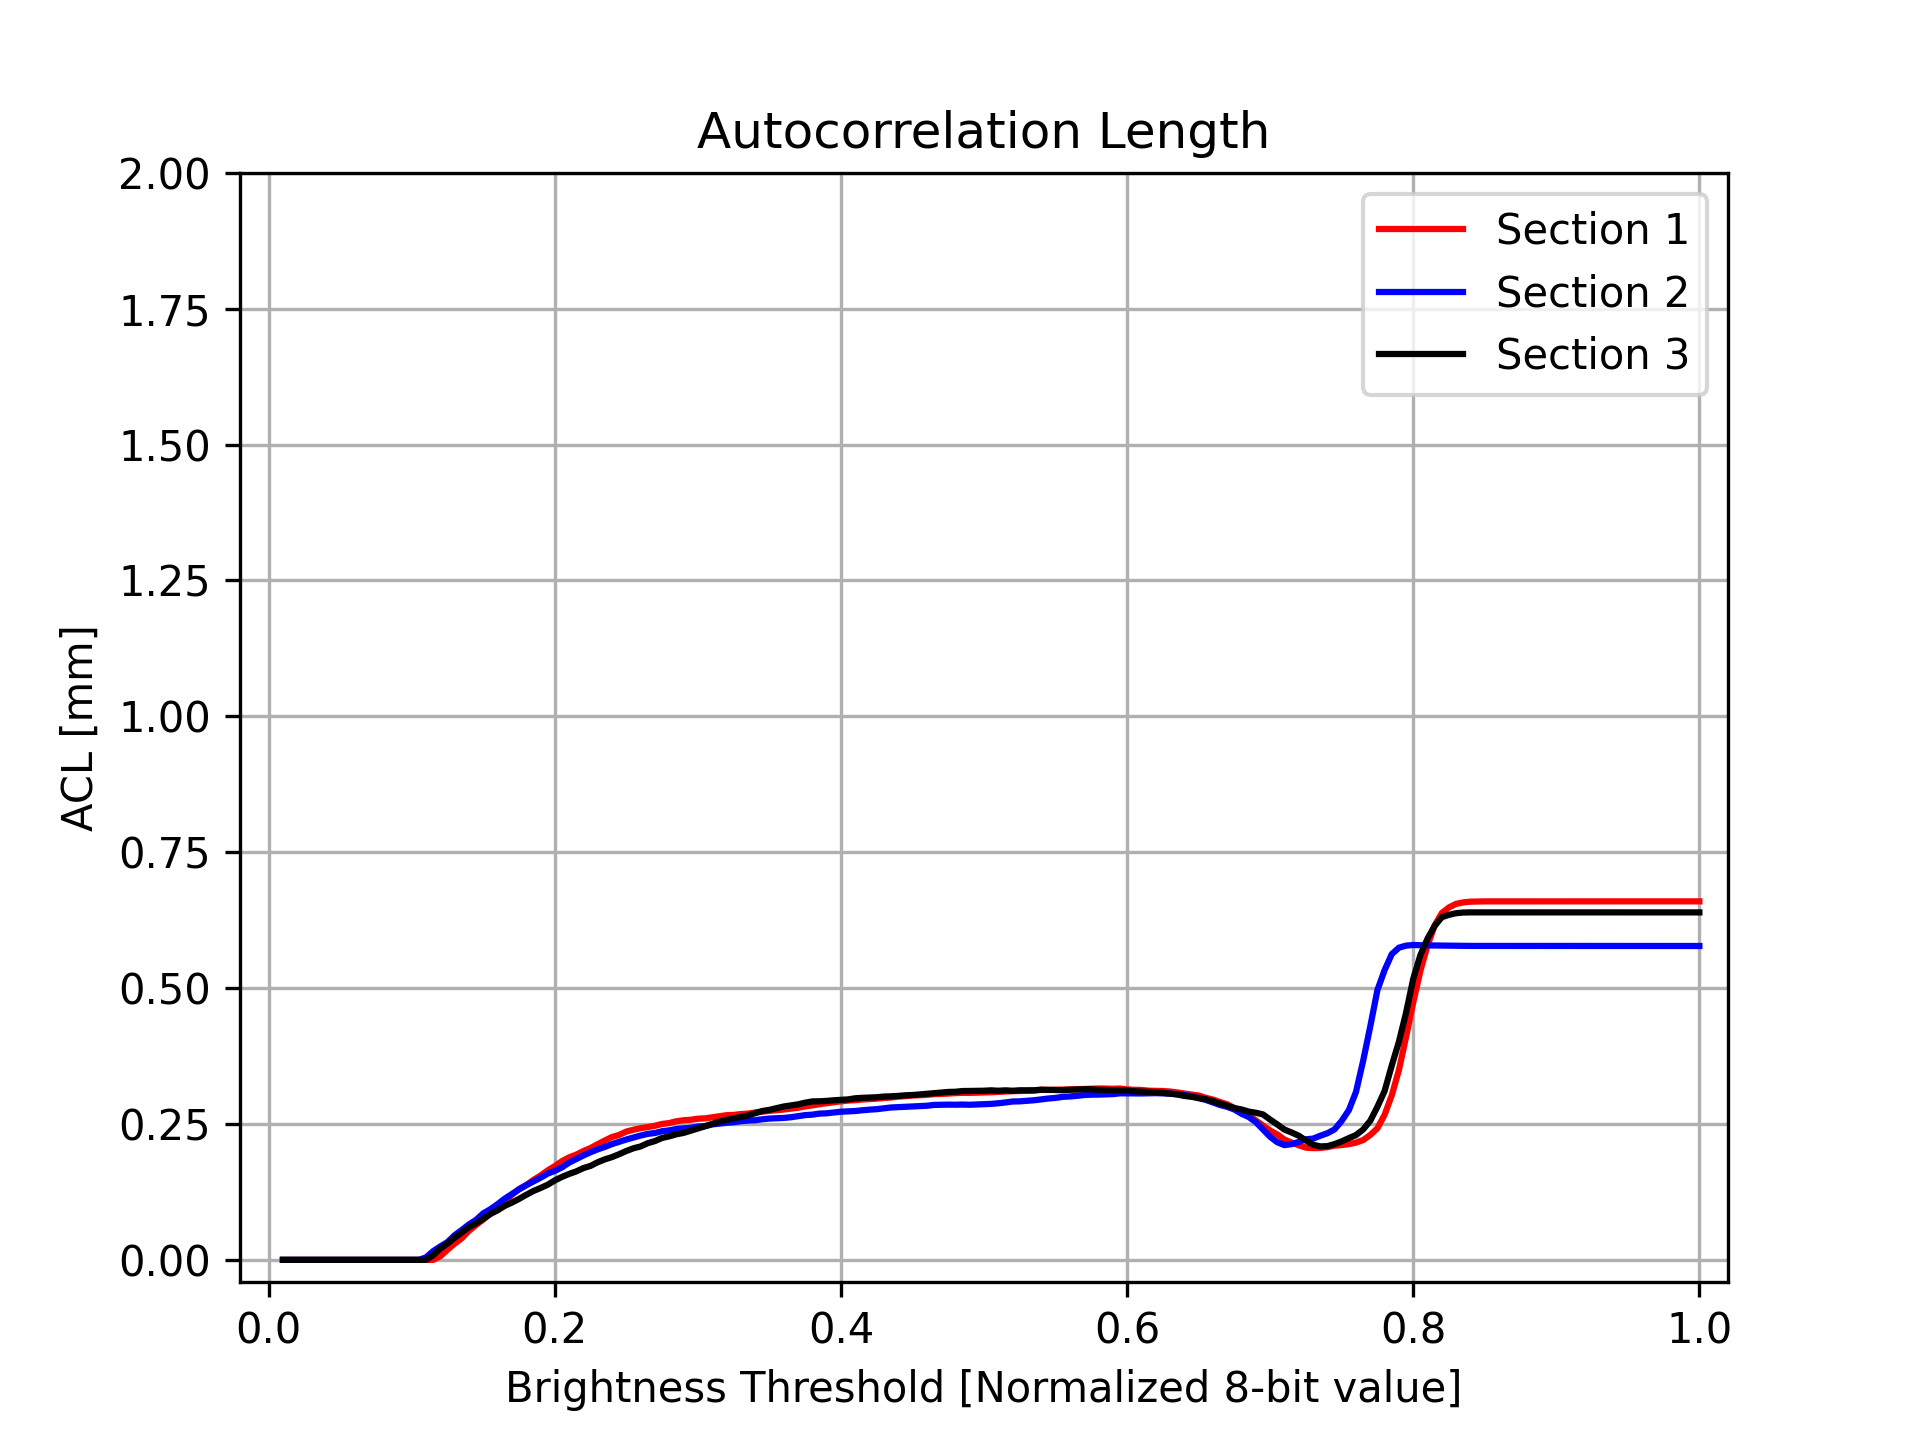 Autocorrelation Length
2.00
1.75
1.50
1.25
1.00
0.75
0.50
0.25
0.00
ACL [mm]
Section 1
Section 2
Section 3
0.0 0.2 0.4 0.6 0.8 1.0
Brightness Threshold [Normalized 8-bit value]